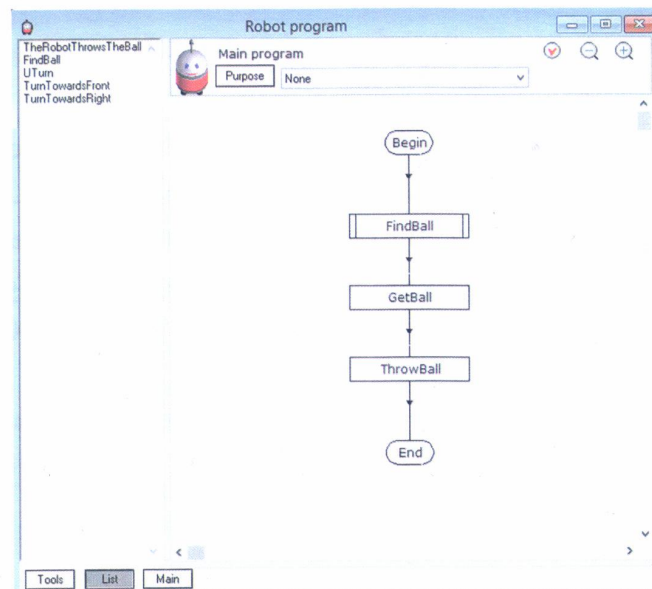 Robot program
TheRobotThrowsTheBall
FindBall
UTurn
TurnTowardsFront
TurnTowardsRight
Main program
Purpose
None
Begin
FindBall
GetBall
ThrowBall
End
Tools
List
Main